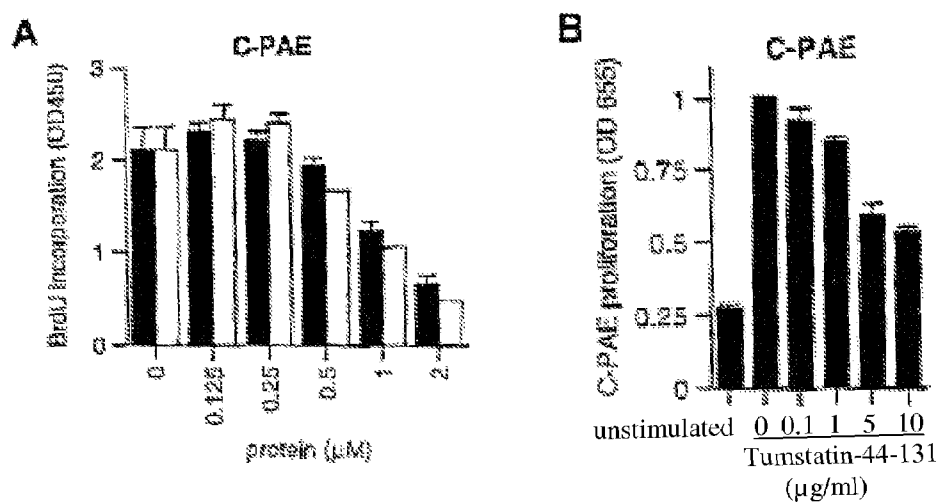 A
C-PAE
BrdU incorporation (OD450)
3
2
1
0
0
0.125
0.25
0.5
1
2
protein (µM)
B
C-PAE
C-PAE proliferation (OD 655)
1
0.75
0.5
0.25
0
unstimulated 0 0.1 1 5 10
Tumstatin-44-131
(µg/ml)